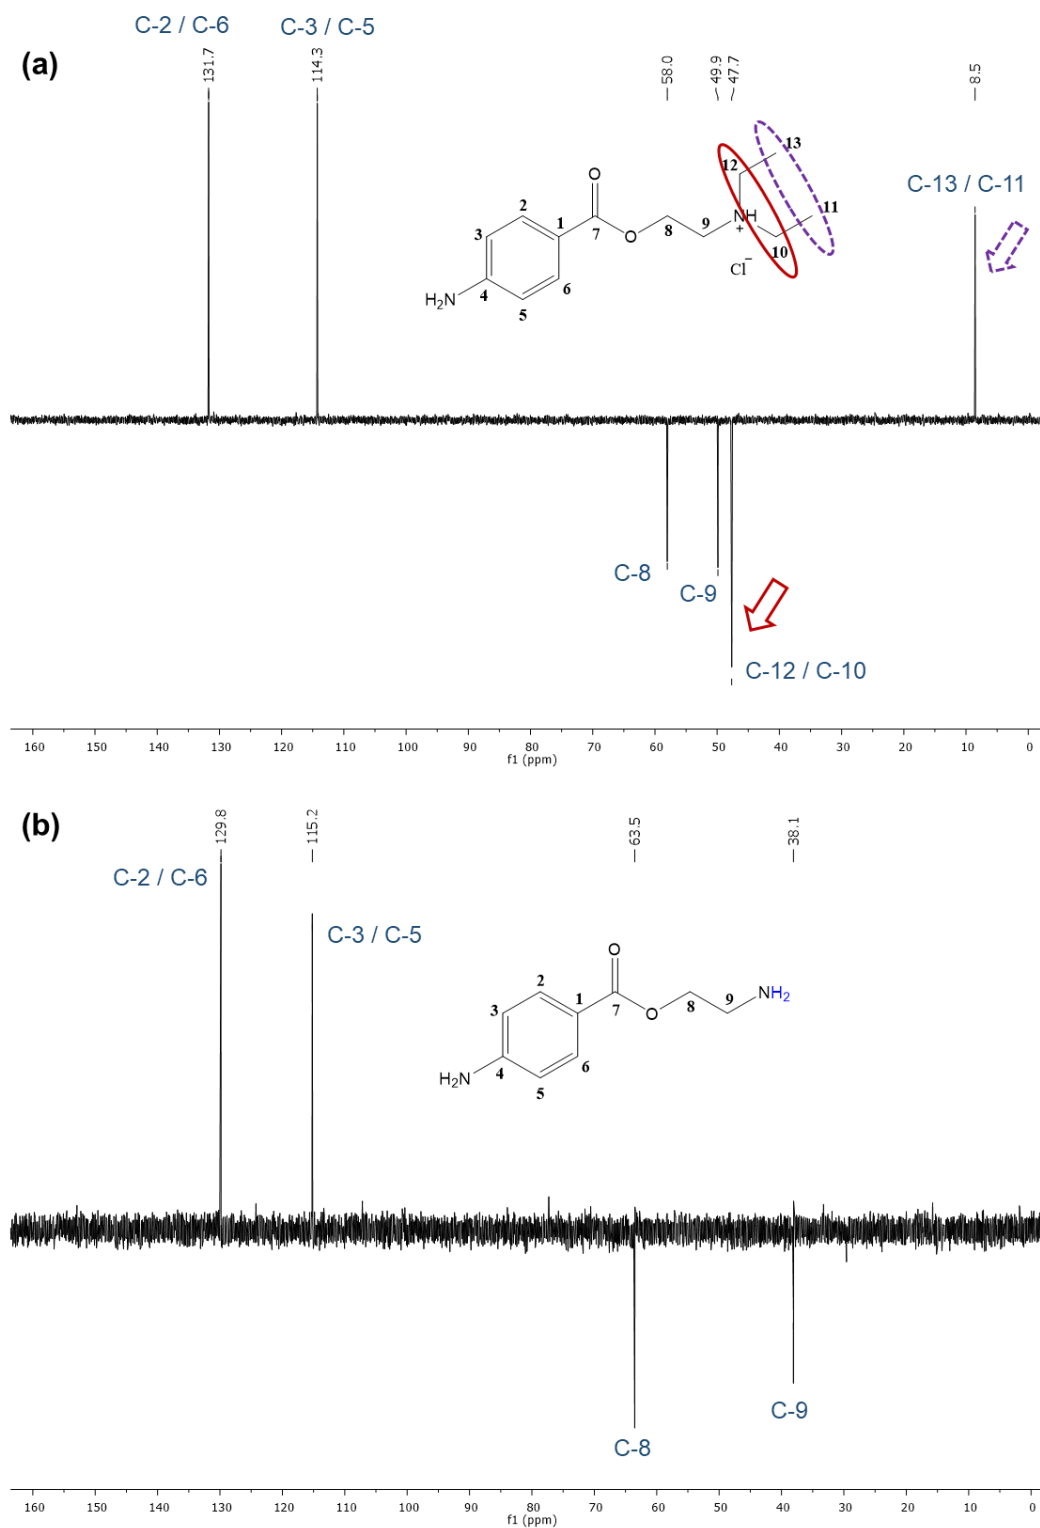 C-2 / C-6 C-3 / C-5
(a)
131.7
114.3
58.0
49.9
47.7
8.5
13
12
C-13 / C-11
O
2
1
3
7
O
8
9
NH
+
11
10
Cl
−
4
6
H₂N
5
C-8
C-9
C-12 / C-10
160 150 140 130 120 110 100 90 80 70 60 50 40 30 20 10 0
f1 (ppm)
(b)
129.8
115.2
63.5
38.1
C-2 / C-6
C-3 / C-5
O
2
1
3
7
O
8
9
NH₂
4
6
H₂N
5
C-9
C-8
160 150 140 130 120 110 100 90 80 70 60 50 40 30 20 10 0
f1 (ppm)